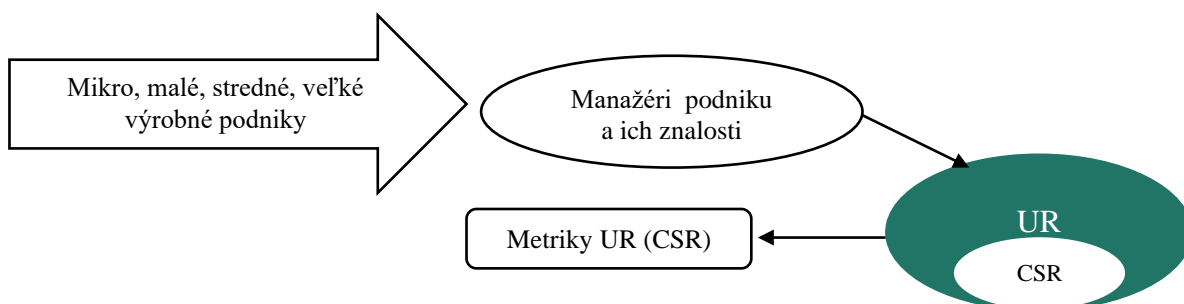 Mikro, malé, stredné, veľké
výrobné podniky
Manažéri podniku
a ich znalosti
UR
CSR
Metriky UR (CSR)